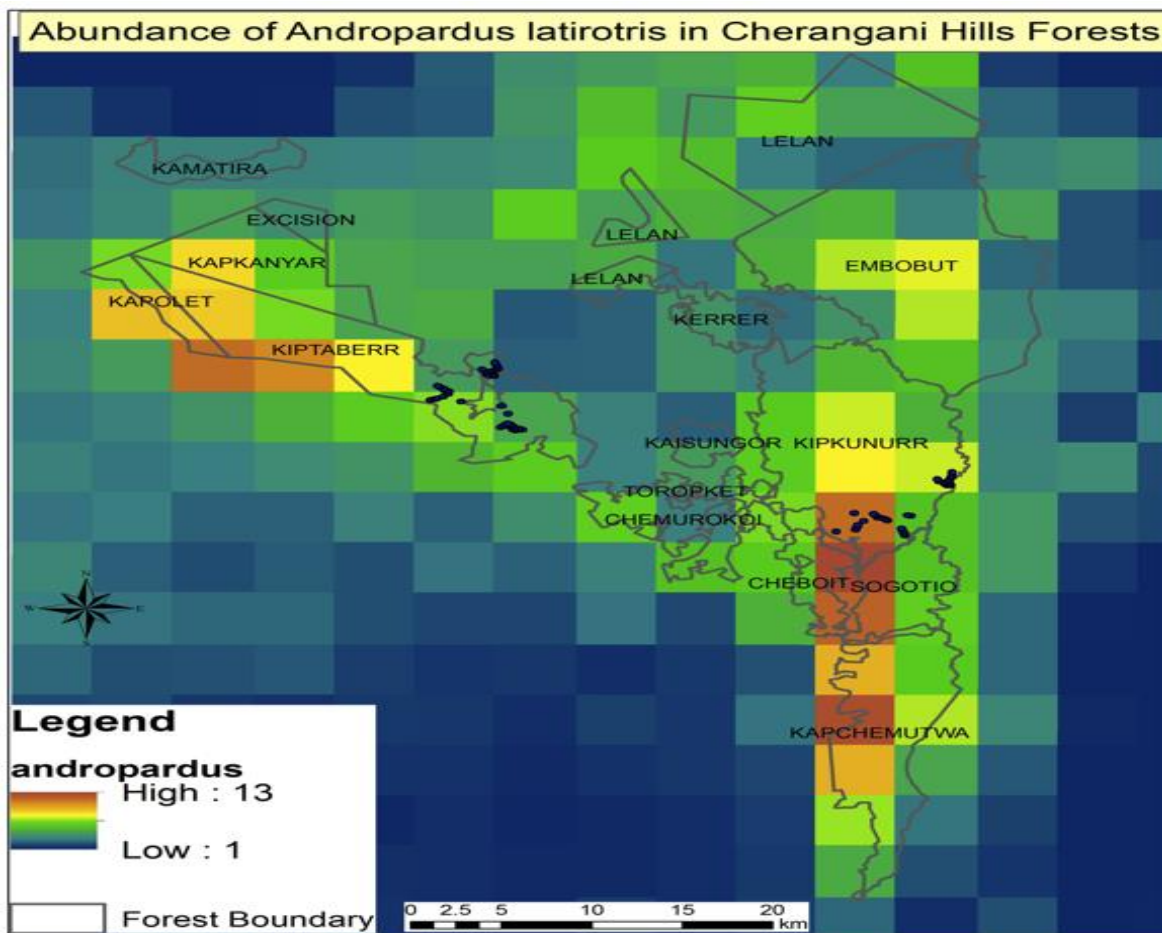 Abundance of Andropardus latirotris in Cherangani Hills Forests
LELAN
KAMATIRA
EXCISION
LELAN
KAPKANYAR
EMBOBUT
LELAN
KAPOLET
KERRER
KIPTABERR
KAISUNGOR
KIPKUNURR
TOROPKET
CHEMUROKOI
CHEBOIT
SOGOTIO
N
W
E
S
KAPCHEMUTWA
Legend
andropardus
High : 13
Low : 1
Forest Boundary
0 2.5 5 10 15 20
km